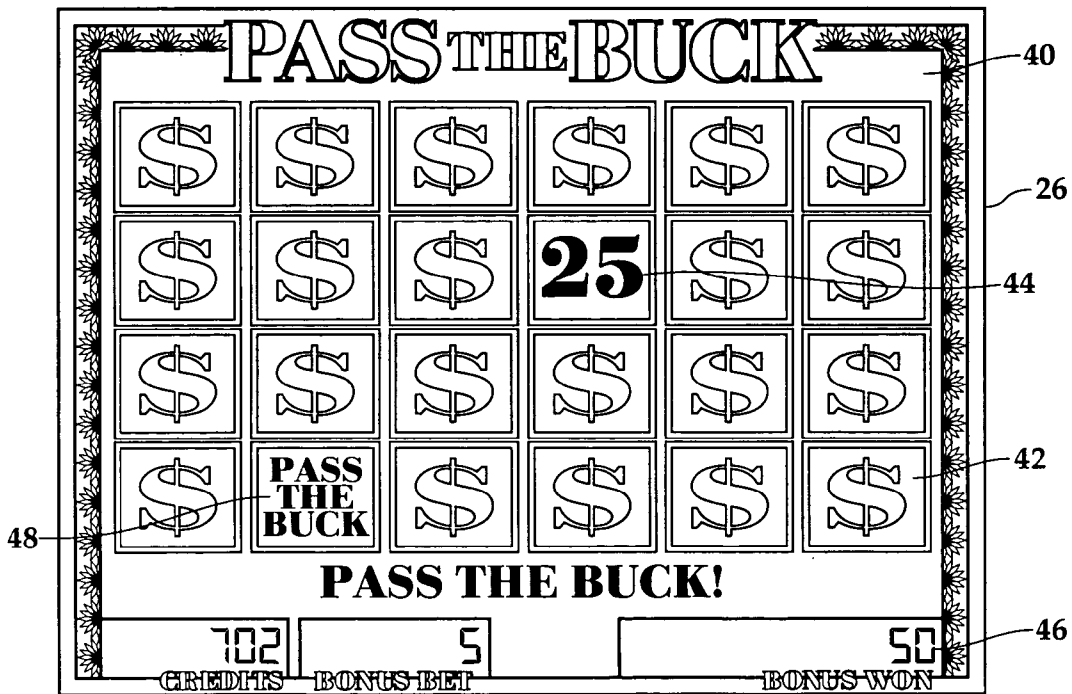 PASS THE BUCK
40
$ $ $ $ $ $
26
$ $ $ 25 $ $
44
$ $ $ $ $ $
$ PASS THE BUCK $ $ $ $
42
48
PASS THE BUCK!
702 5 50
46
CREDITS BONUS BET BONUS WON